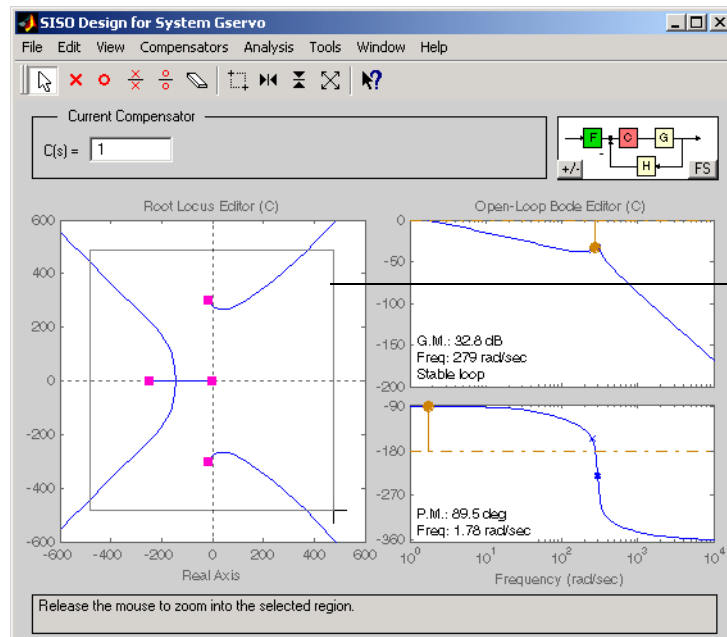 SISO Design for System Gservo
File Edit View Compensators Analysis Tools Window Help
Current Compensator
C(s) = 1
F C G
H
+/- FS
Root Locus Editor (C)
600
400
200
0
-200
-400
-600
-600 -400 -200 0 200 400 600
Real Axis
Open-Loop Bode Editor (C)
0
-50
-100
-150
-200
G.M.: 32.8 dB
Freq: 279 rad/sec
Stable loop
-90
-180
-270
-360
P.M.: 89.5 deg
Freq: 1.78 rad/sec
10^0 10^1 10^2 10^3 10^4
Frequency (rad/sec)
Release the mouse to zoom into the selected region.